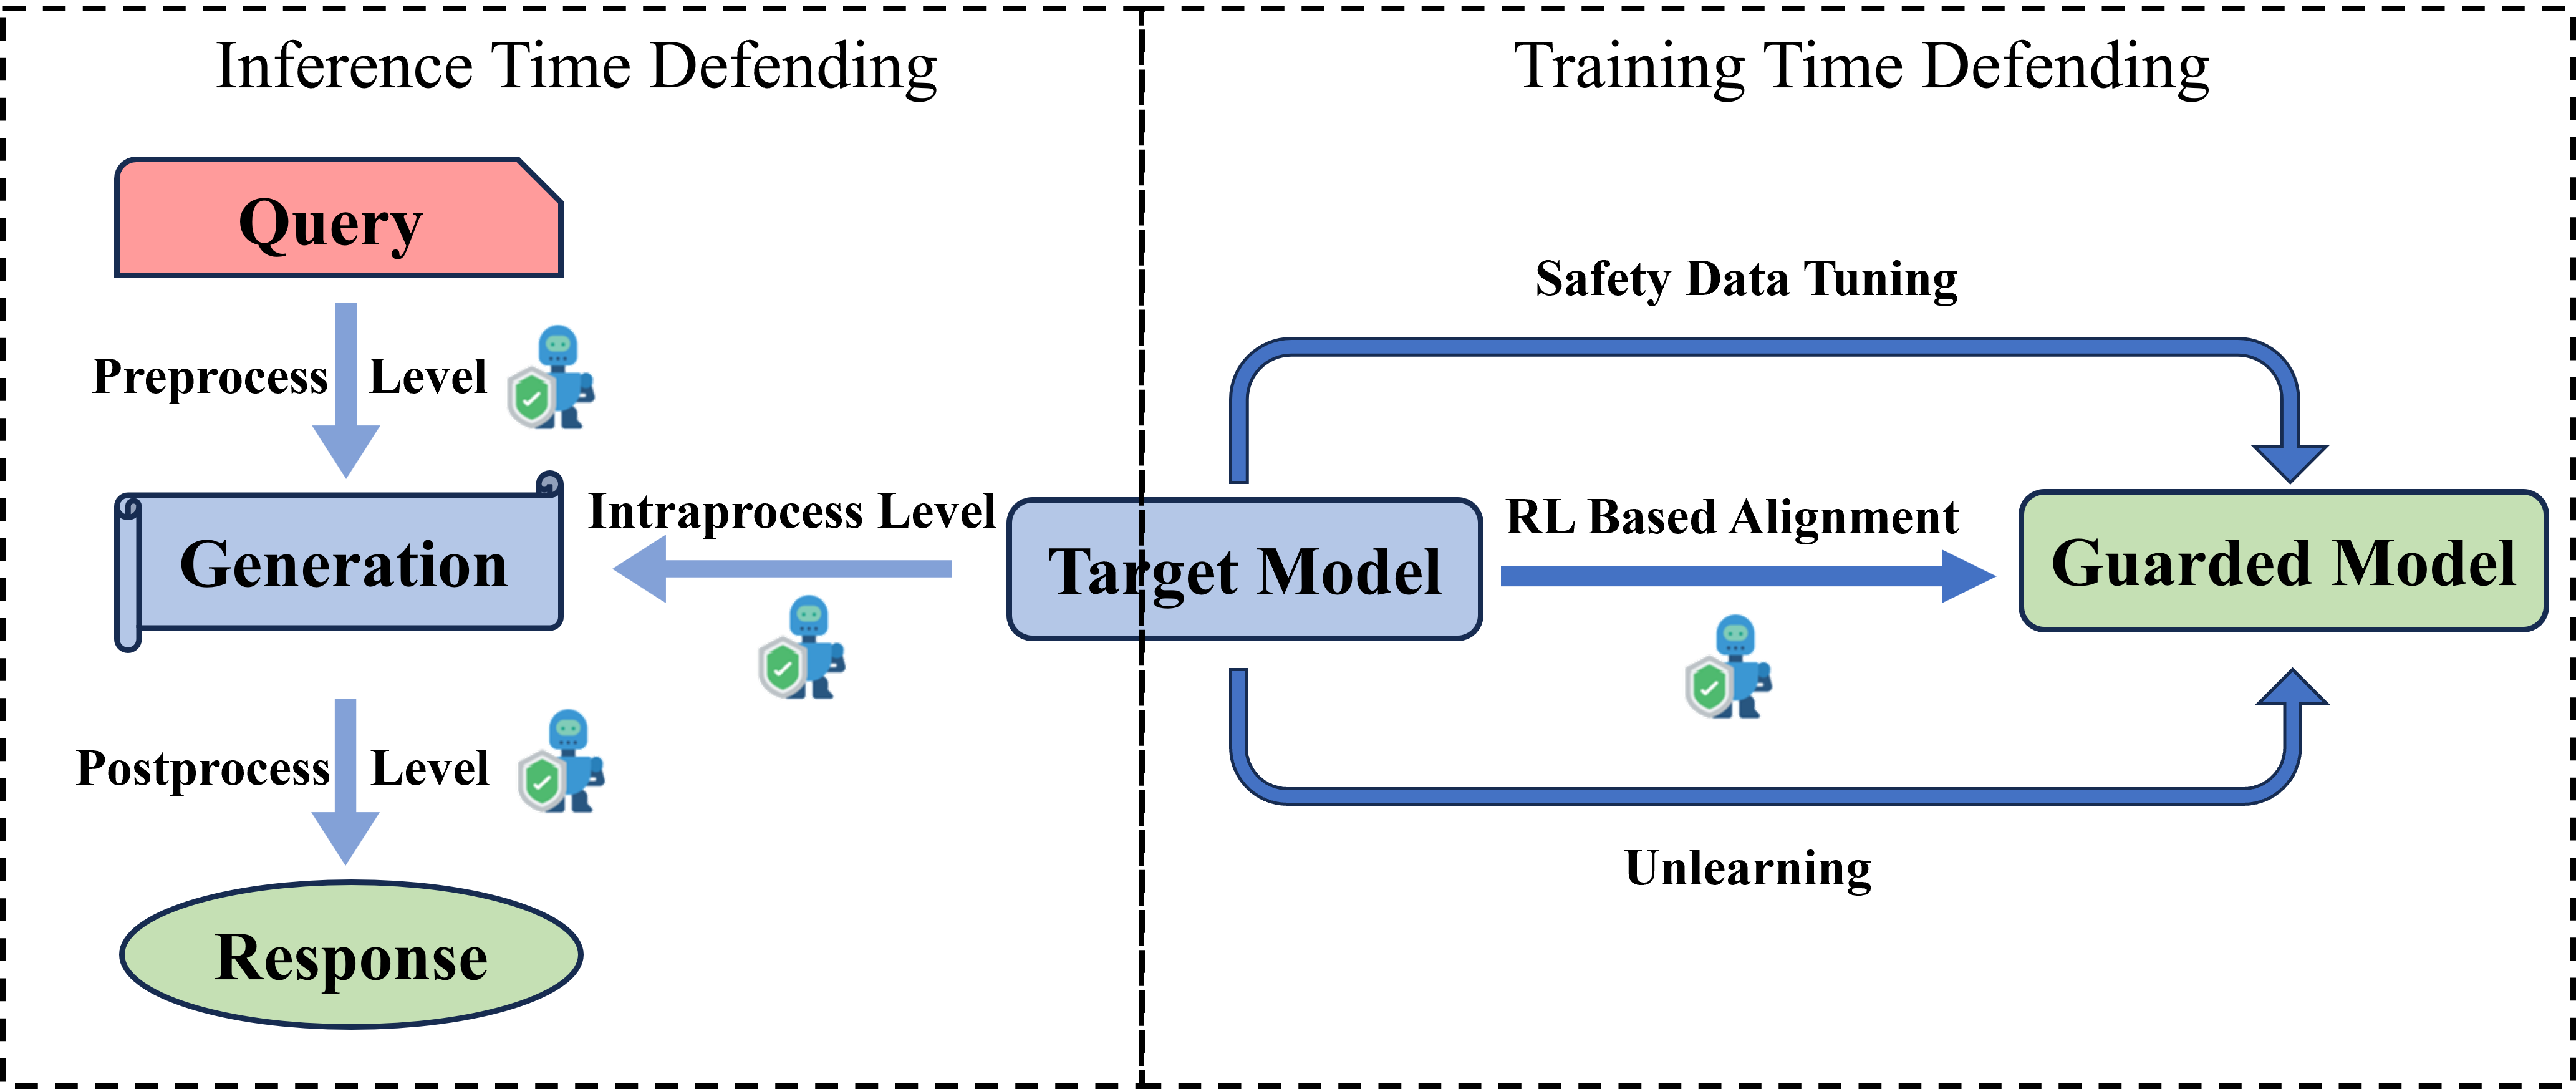 Inference Time Defending
Query
Preprocess Level
Generation
Intraprocess Level
Postprocess Level
Response
Target Model
Training Time Defending
Safety Data Tuning
RL Based Alignment
Guarded Model
Unlearning